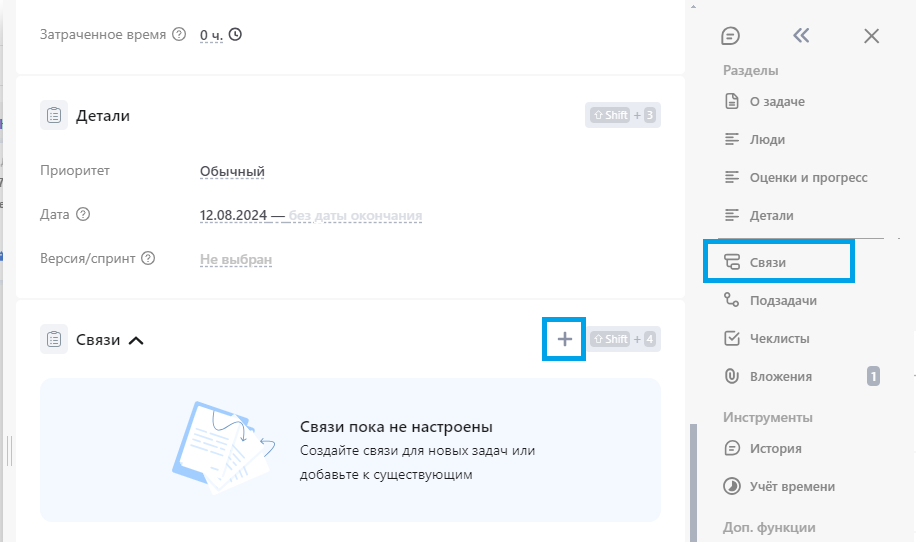 Затраченное время ? 0 ч.
Детали
Shift + 3
Приоритет Обычный
Дата ? 12.08.2024 — без даты окончания
Версия/спринт ? Не выбран
Связи
Shift + 4
Связи пока не настроены
Создайте связи для новых задач или
добавьте к существующим
Разделы
О задаче
Люди
Оценки и прогресс
Детали
Связи
Подзадачи
Чеклисты
Вложения 1
Инструменты
История
Учёт времени
Доп. функции